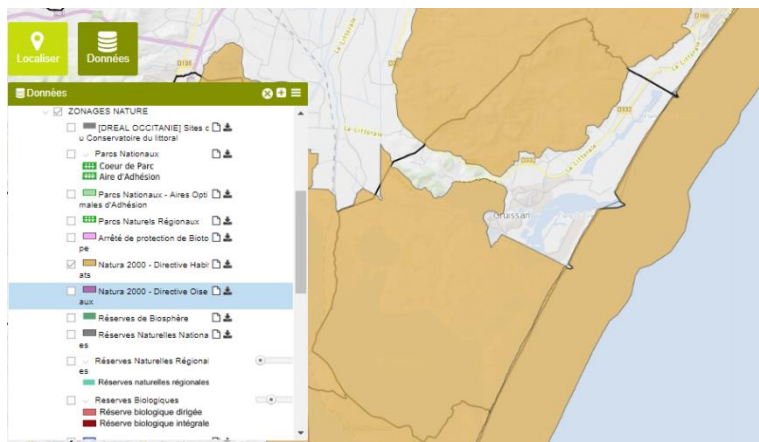 Localiser
Données
Données
ZONAGES NATURE
[DREAL OCCITANIE] Sites d
u Conservatoire du littoral
Parcs Nationaux
Coeur de Parc
Aire d'Adhésion
Parcs Nationaux - Aires Opti
males d'Adhésion
Parcs Naturels Régionaux
Arrêté de protection de Bioto
pe
Natura 2000 - Directive Habit
ats
Natura 2000 - Directive Oise
aux
Réserves de Biosphère
Réserves Naturelles Nationa
es
Réserves Naturelles Régional
es
Réserves naturelles régionales
Reserves Biologiques
Réserve biologique dirigée
Réserve biologique intégrale
D168
La Littorale
La Littorale
D332
D332
La Littorale
Gruissan